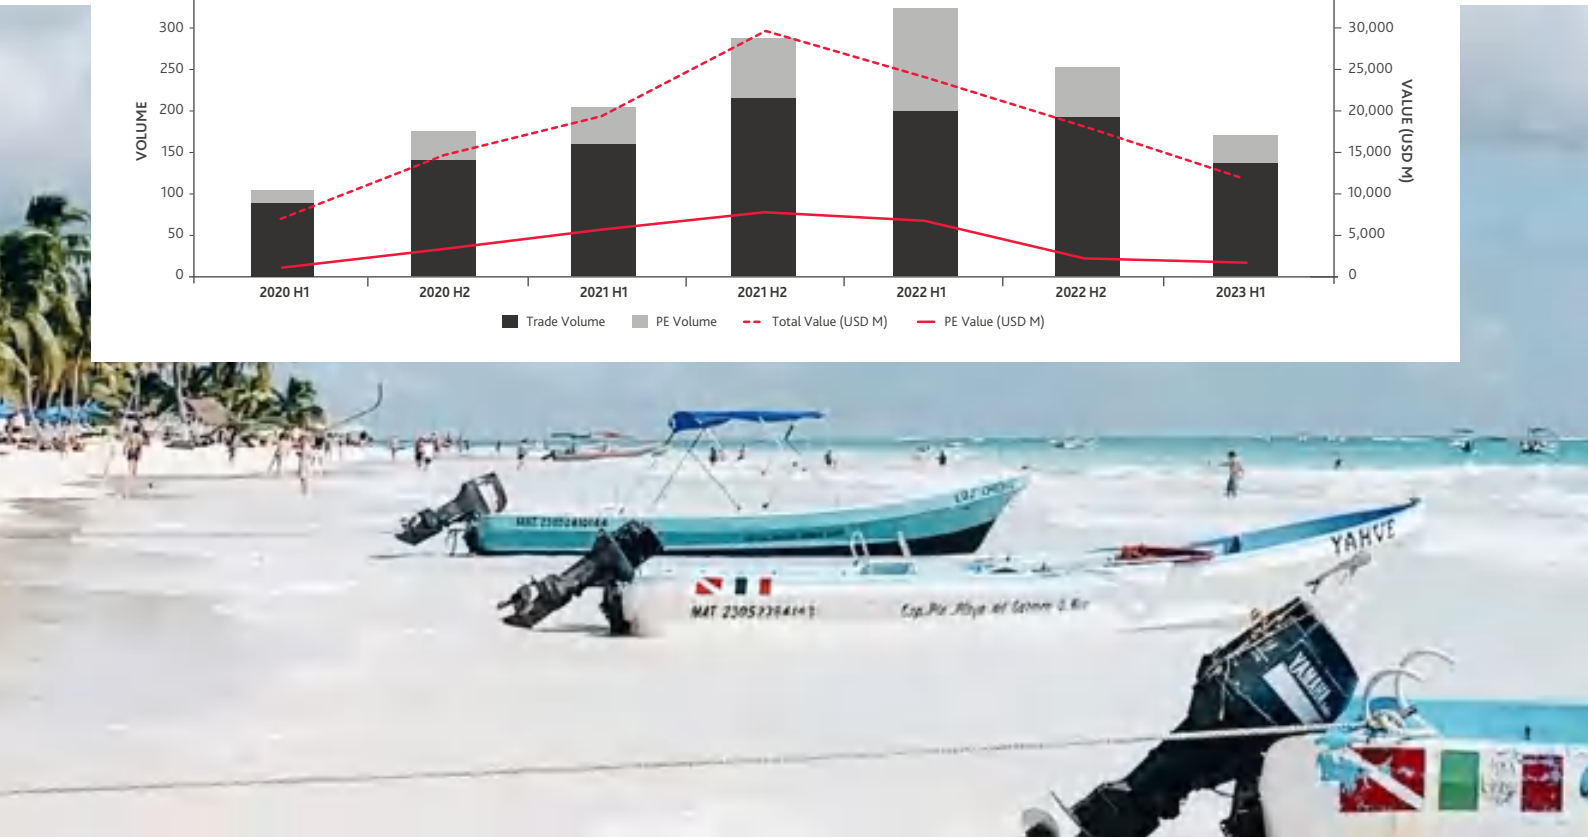 300
250
200
150
100
50
0
VOLUME
30,000
25,000
20,000
15,000
10,000
5,000
0
VALUE (USD M)
2020 H1
2020 H2
2021 H1
2021 H2
2022 H1
2022 H2
2023 H1
Trade Volume
PE Volume
Total Value (USD M)
PE Value (USD M)
YAHVE
MAT
YAMAHA